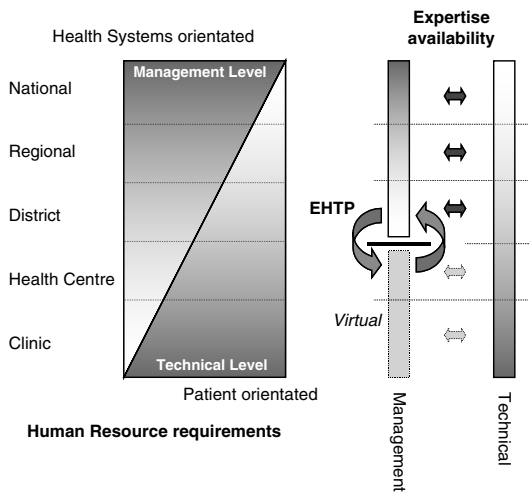 Health Systems orientated
Expertise
availability
Management Level
National
Regional
District
EHTP
Health Centre
Virtual
Clinic
Technical Level
Patient orientated
Human Resource requirements
Management
Technical